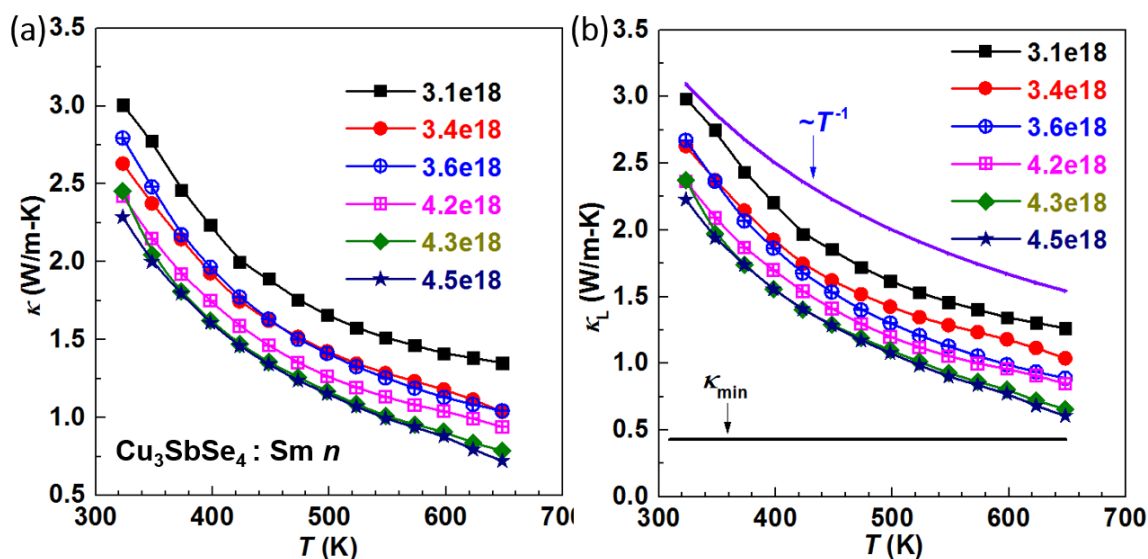 (a)
3.5
3.0
2.5
2.0
1.5
1.0
0.5
κ (W/m-K)
3.1e18
3.4e18
3.6e18
4.2e18
4.3e18
4.5e18
Cu₃SbSe₄ : Sm n
300 400 500 600 700
T (K)
(b)
3.5
3.0
2.5
2.0
1.5
1.0
0.5
0.0
κL (W/m-K)
~T⁻¹
3.1e18
3.4e18
3.6e18
4.2e18
4.3e18
4.5e18
κmin
300 400 500 600 700
T (K)